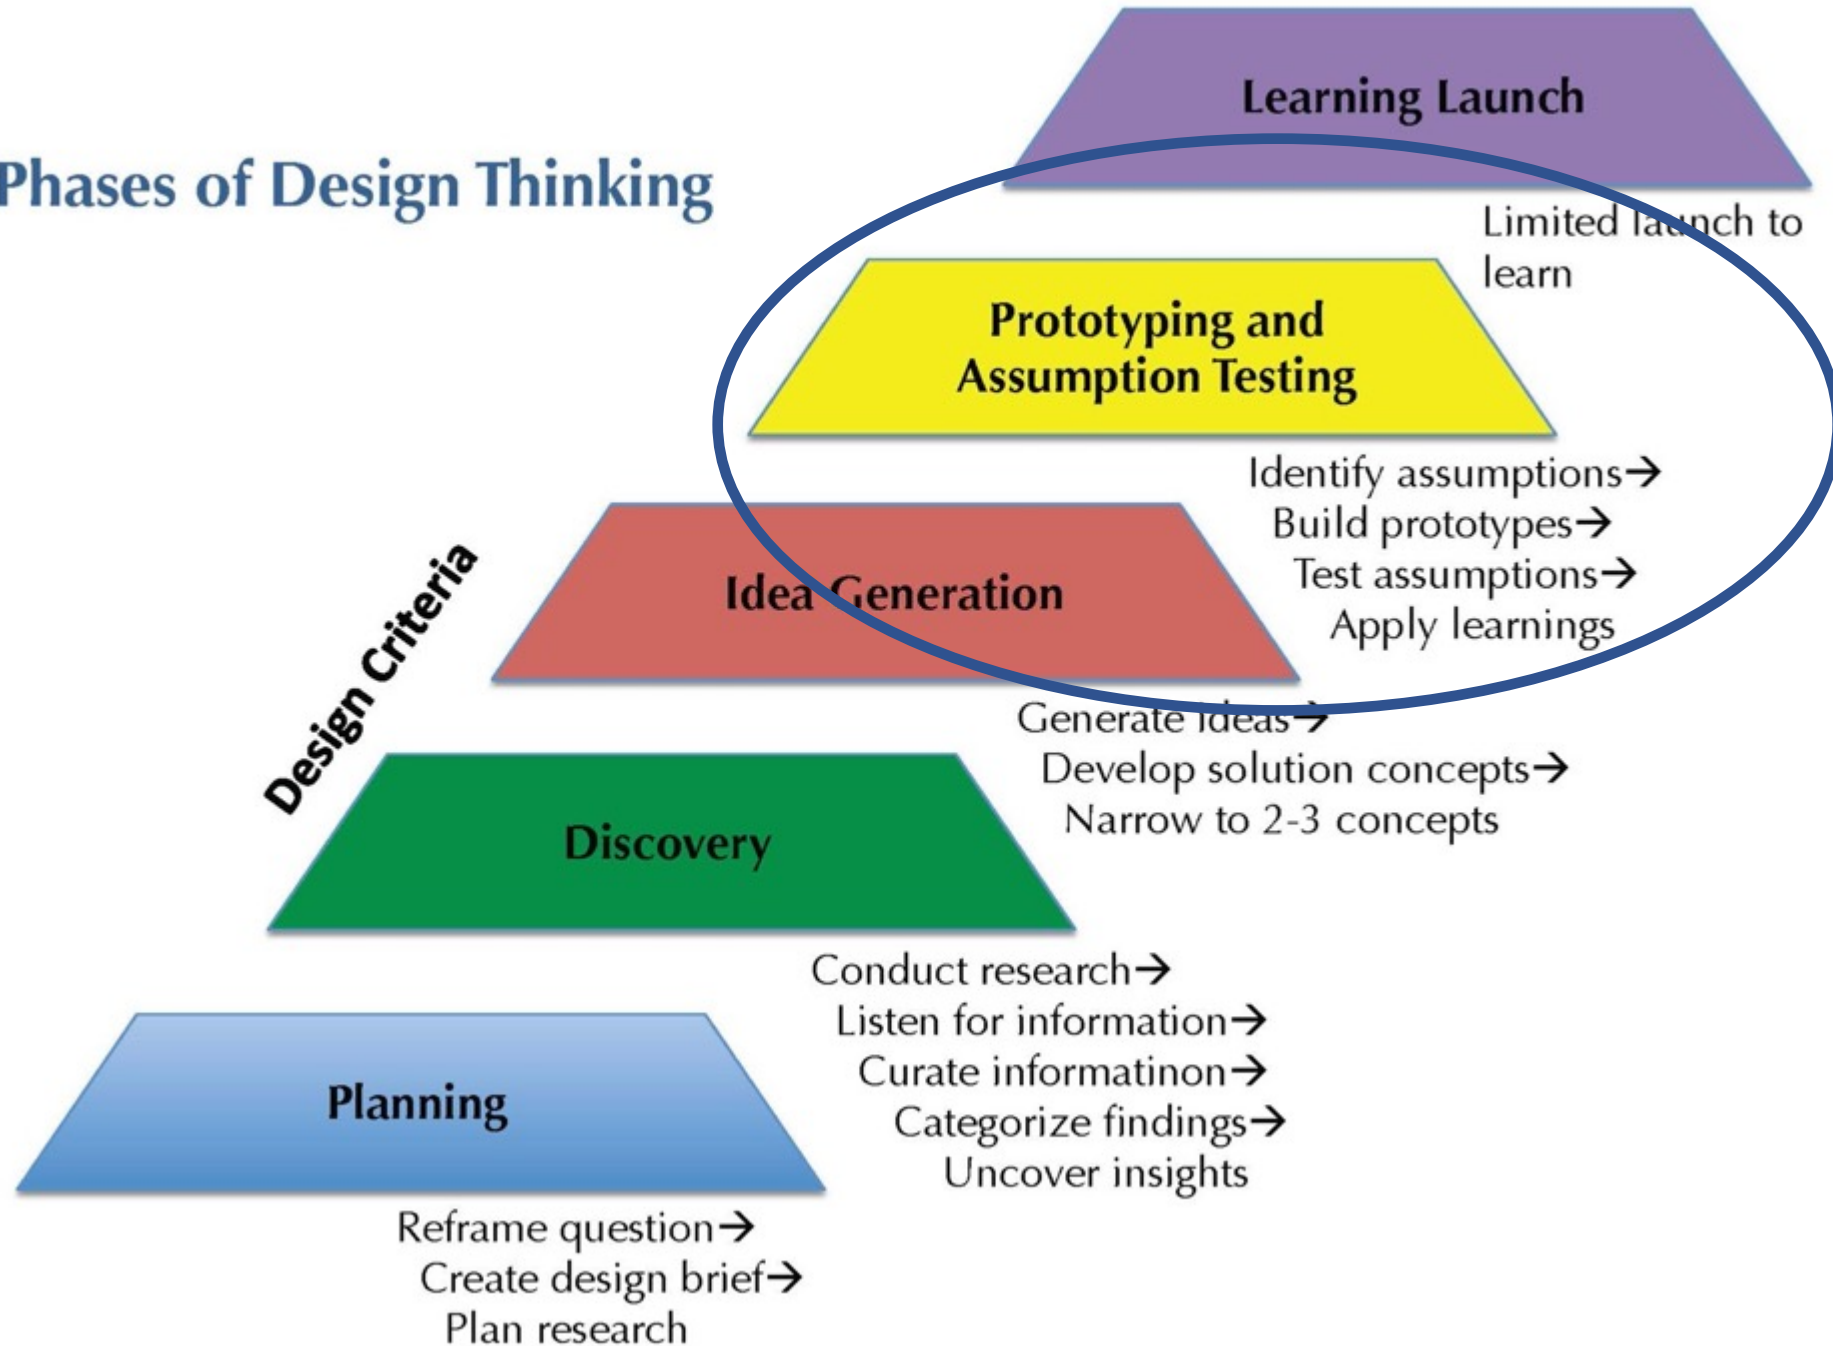 Learning Launch
Phases of Design Thinking
Limited launch to
learn
Prototyping and
Assumption Testing
Identify assumptions→
Build prototypes→
Test assumptions→
Apply learnings
Design Criteria
Idea Generation
Generate ideas→
Develop solution concepts→
Narrow to 2-3 concepts
Discovery
Conduct research→
Listen for information→
Curate informatinon→
Categorize findings→
Uncover insights
Planning
Reframe question→
Create design brief→
Plan research